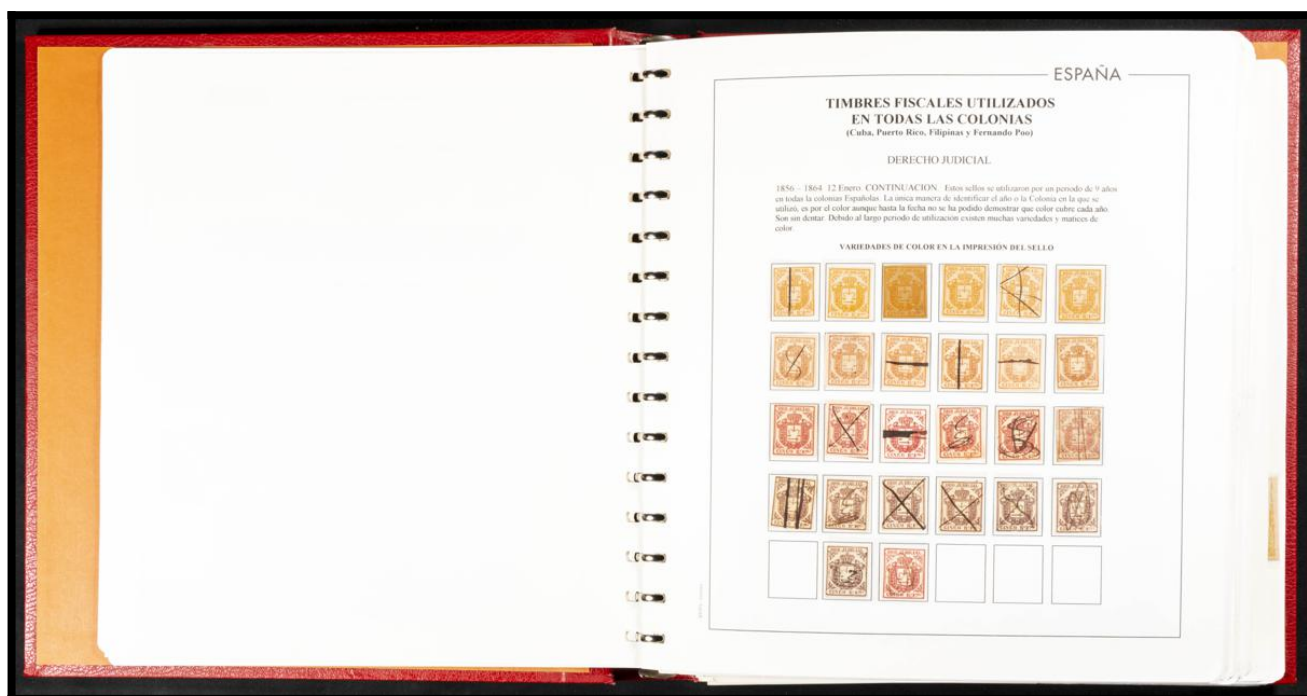 ESPAÑA
TIMBRES FISCALES UTILIZADOS
EN TODAS LAS COLONIAS
(Cuba, Puerto Rico, Filipinas y Fernando Poo)
DERECHO JUDICIAL
1856 - 1864 12 Enero. CONTINUACION. Estos sellos se utilizaron por un periodo de 9 años
en todas la colonias Españolas. La única manera de identificar el año o la Colonia en la que se
utilizó, es por el color aunque hasta la fecha no se ha podido demostrar que color cubre cada año.
Son sin dentar. Debido al largo periodo de utilización existen muchas variedades y matices de
color.
VARIEDADES DE COLOR EN LA IMPRESIÓN DEL SELLO